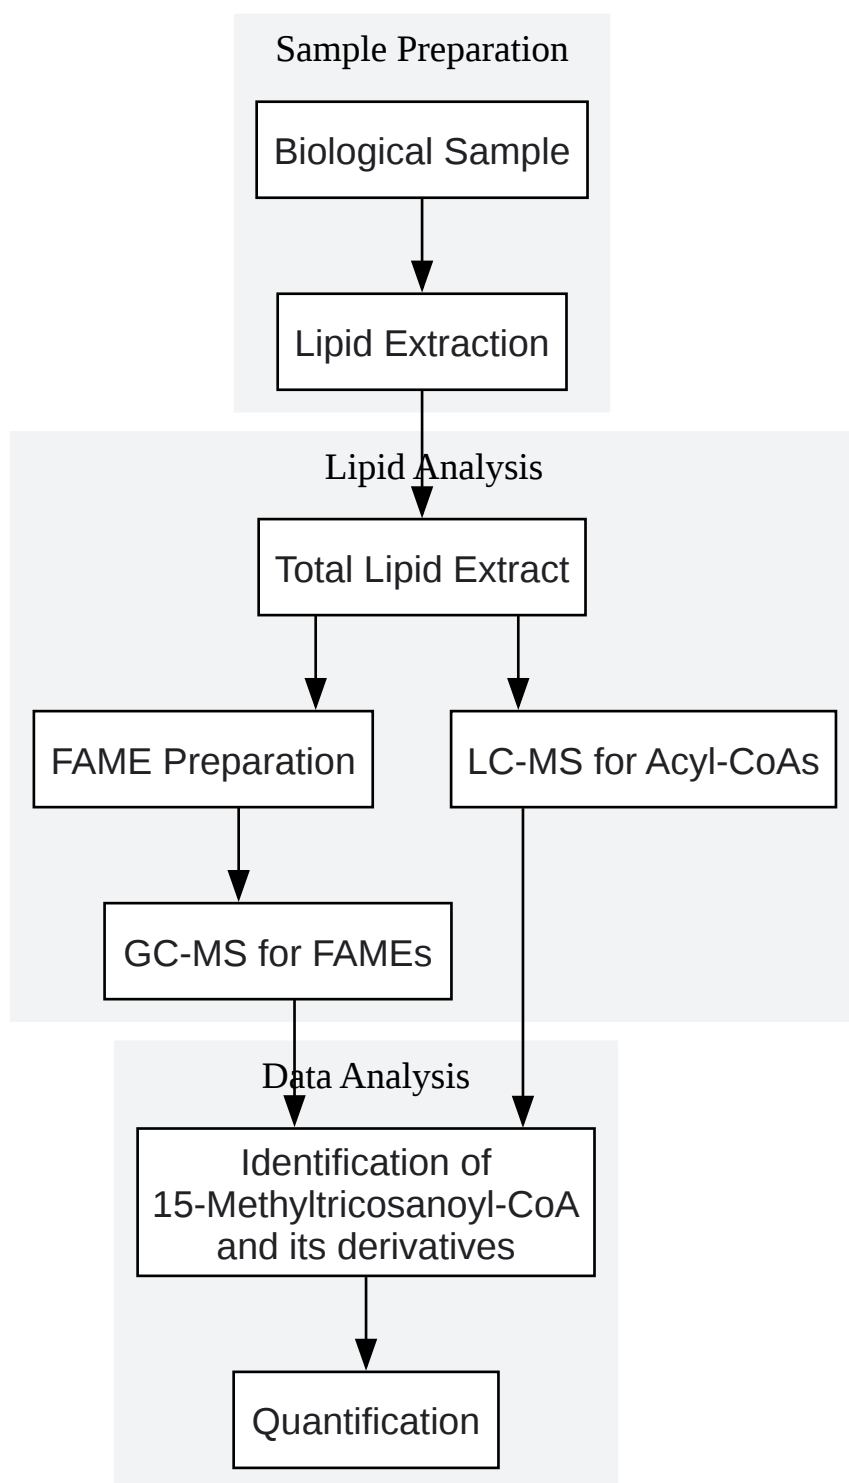 Sample Preparation
Biological Sample
Lipid Extraction
Lipid Analysis
Total Lipid Extract
FAME Preparation
LC-MS for Acyl-CoAs
GC-MS for FAMEs
Data Analysis
Identification of
15-Methyltricosanoyl-CoA
and its derivatives
Quantification